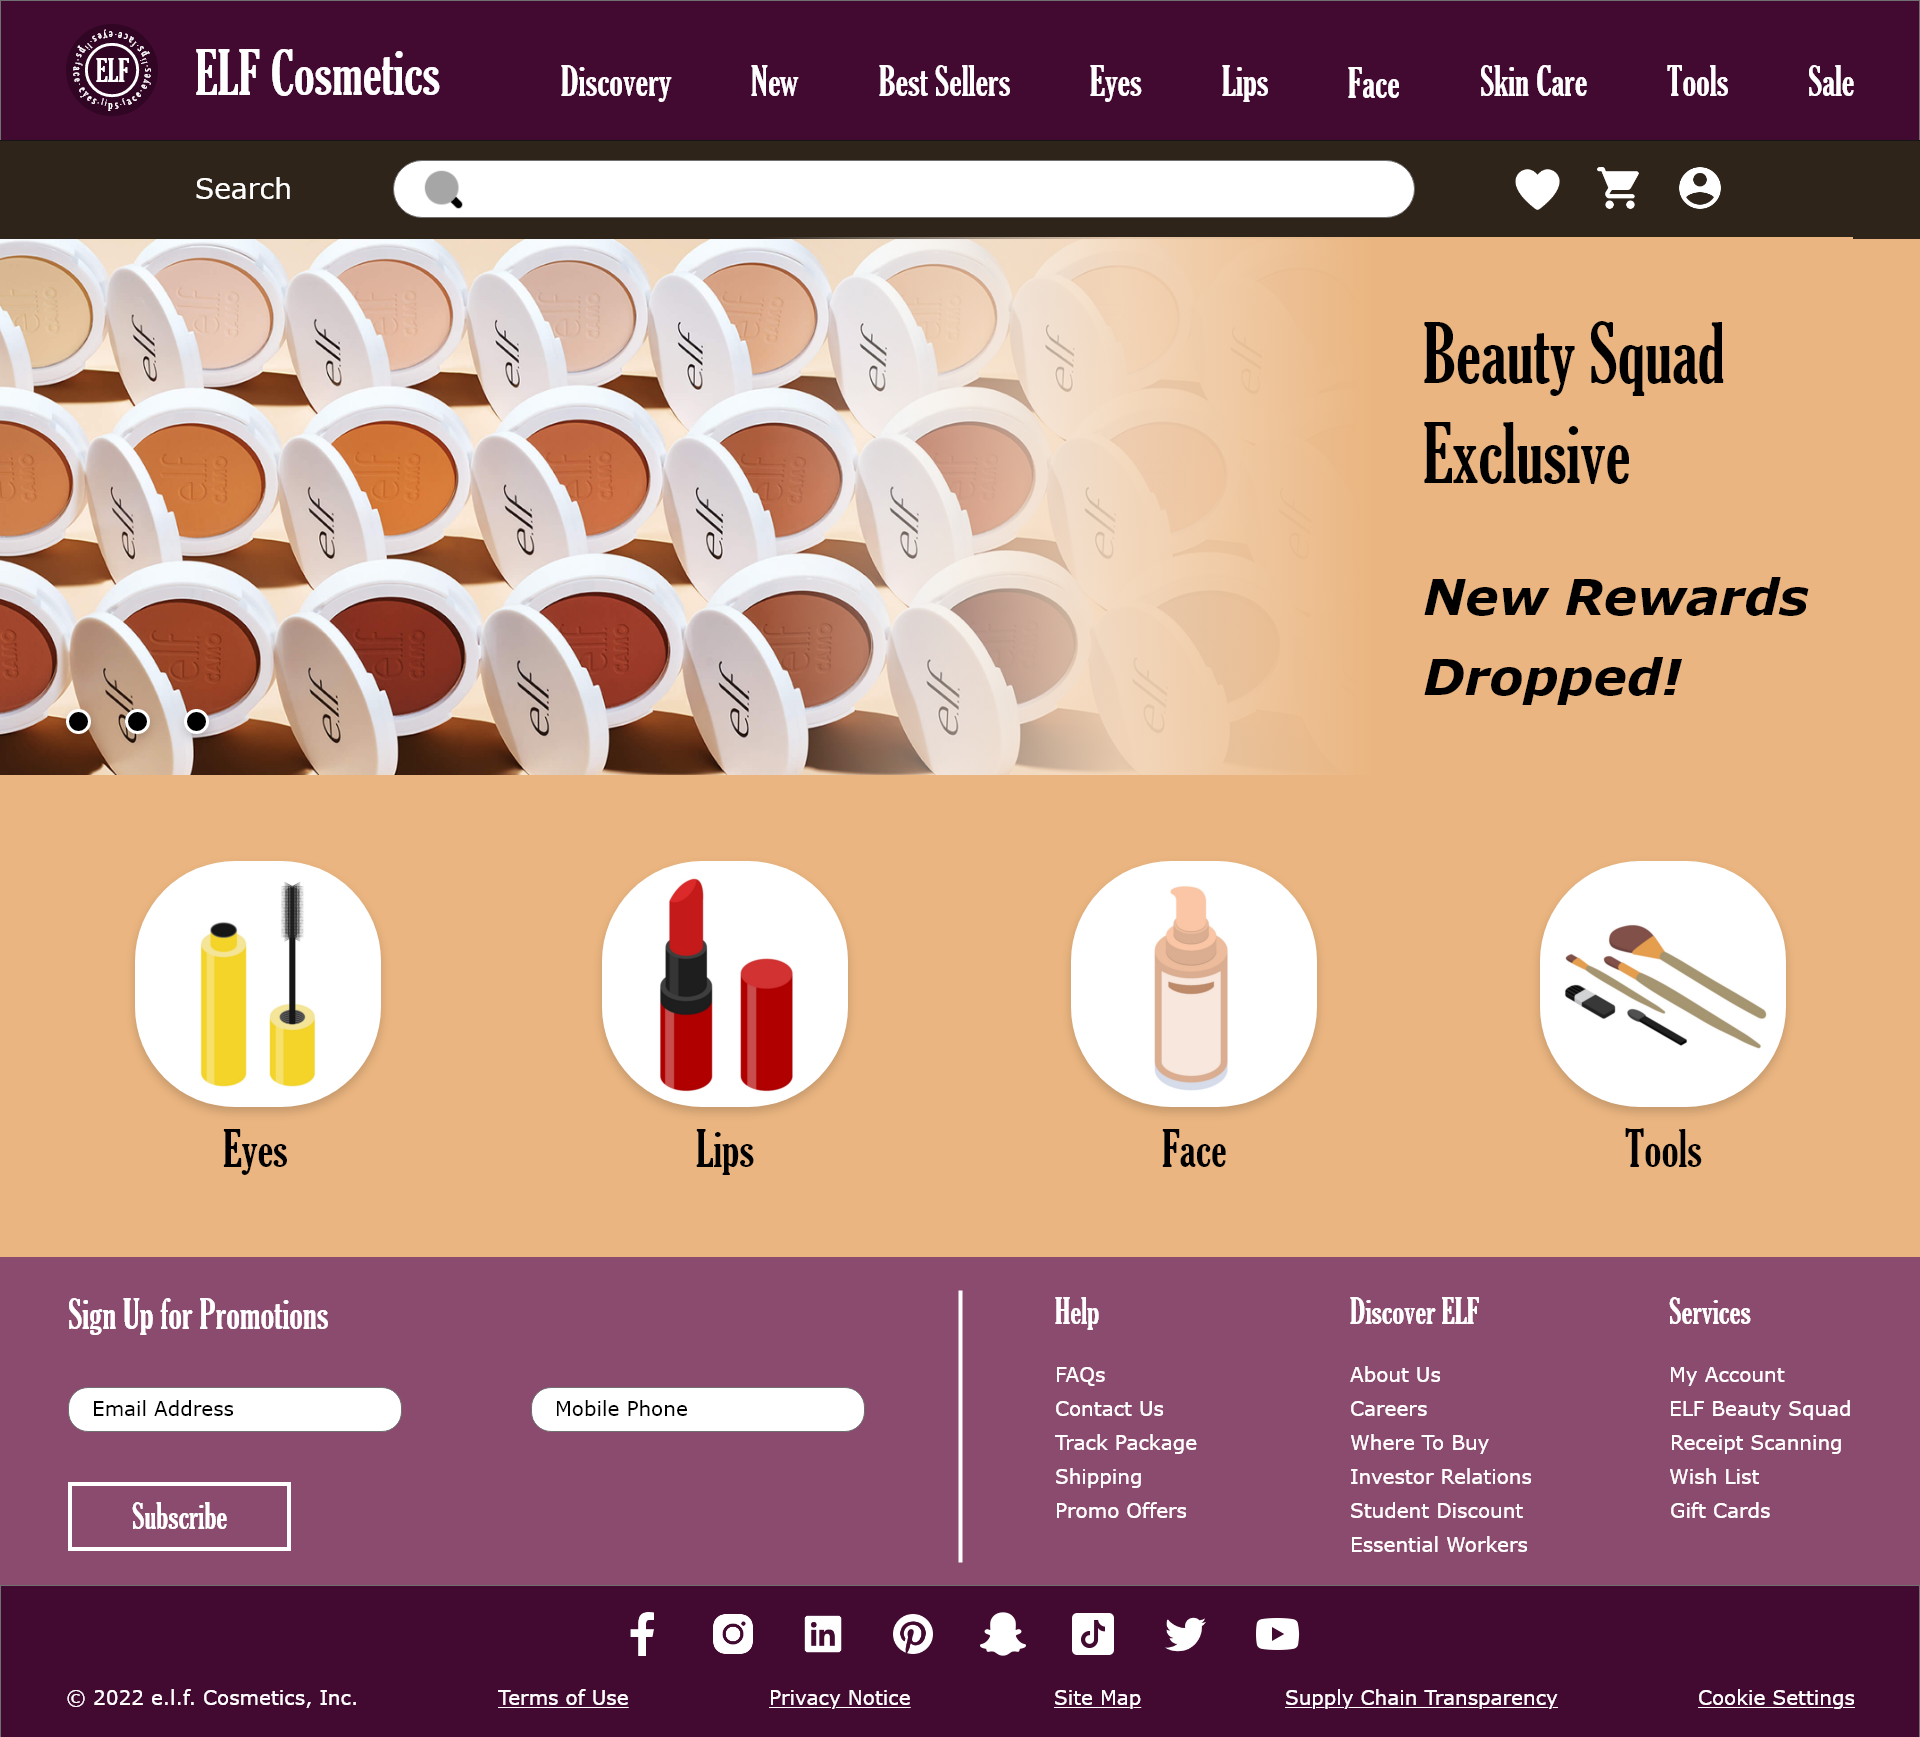 eyes·lips·face·eyes·lips·face·eyes·lips·face
ELF
ELF Cosmetics
Discovery
New
Best Sellers
Eyes
Lips
Face
Skin Care
Tools
Sale
Search
e.l.f.
CAMO
Beauty Squad
Exclusive
New Rewards
Dropped!
Eyes
Lips
Face
Tools
Sign Up for Promotions
Email Address
Mobile Phone
Subscribe
Help
FAQs
Contact Us
Track Package
Shipping
Promo Offers
Discover ELF
About Us
Careers
Where To Buy
Investor Relations
Student Discount
Essential Workers
Services
My Account
ELF Beauty Squad
Receipt Scanning
Wish List
Gift Cards
© 2022 e.l.f. Cosmetics, Inc.
Terms of Use
Privacy Notice
Site Map
Supply Chain Transparency
Cookie Settings